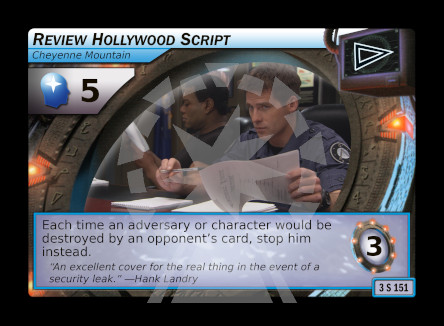 REVIEW HOLLYWOOD SCRIPT
Cheyenne Mountain
5
Each time an adversary or character would be
destroyed by an opponent's card, stop him
instead.
"An excellent cover for the real thing in the event of a
security leak." —Hank Landry
3
3 S 151